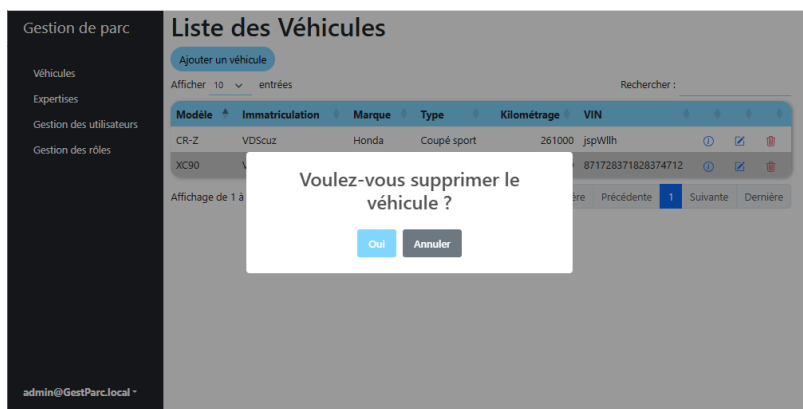 Gestion de parc
Véhicules
Expertises
Gestion des utilisateurs
Gestion des rôles
admin@GestParc.local
Liste des Véhicules
Ajouter un véhicule
Afficher 10 entrées
Rechercher :
Modèle Immatriculation Marque Type Kilométrage VIN
CR-Z VDScuz Honda Coupé sport 261000
XC90 871728371828374712
Affichage de 1 à
Précédente 1 Suivante Dernière
Voulez-vous supprimer le
véhicule ?
Oui Annuler